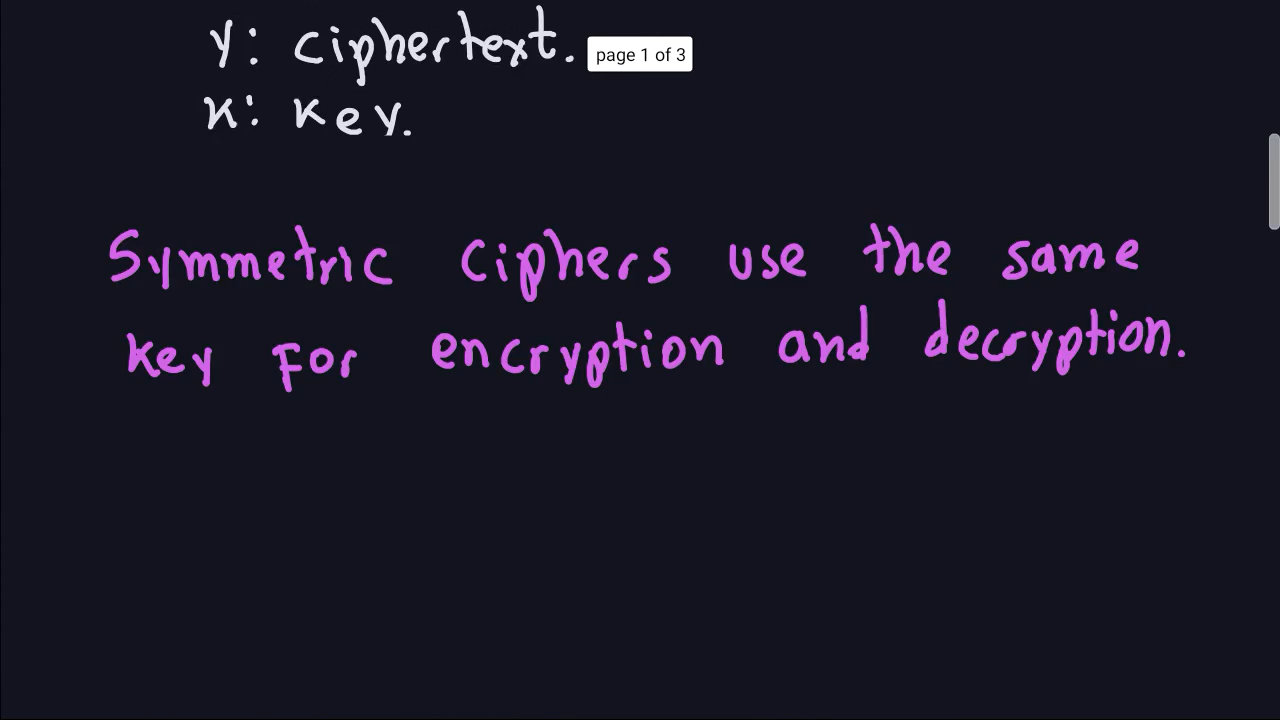 y: ciphertext. page 1 of 3
K: Key.
Symmetric ciphers use the same
key for encryption and decryption.